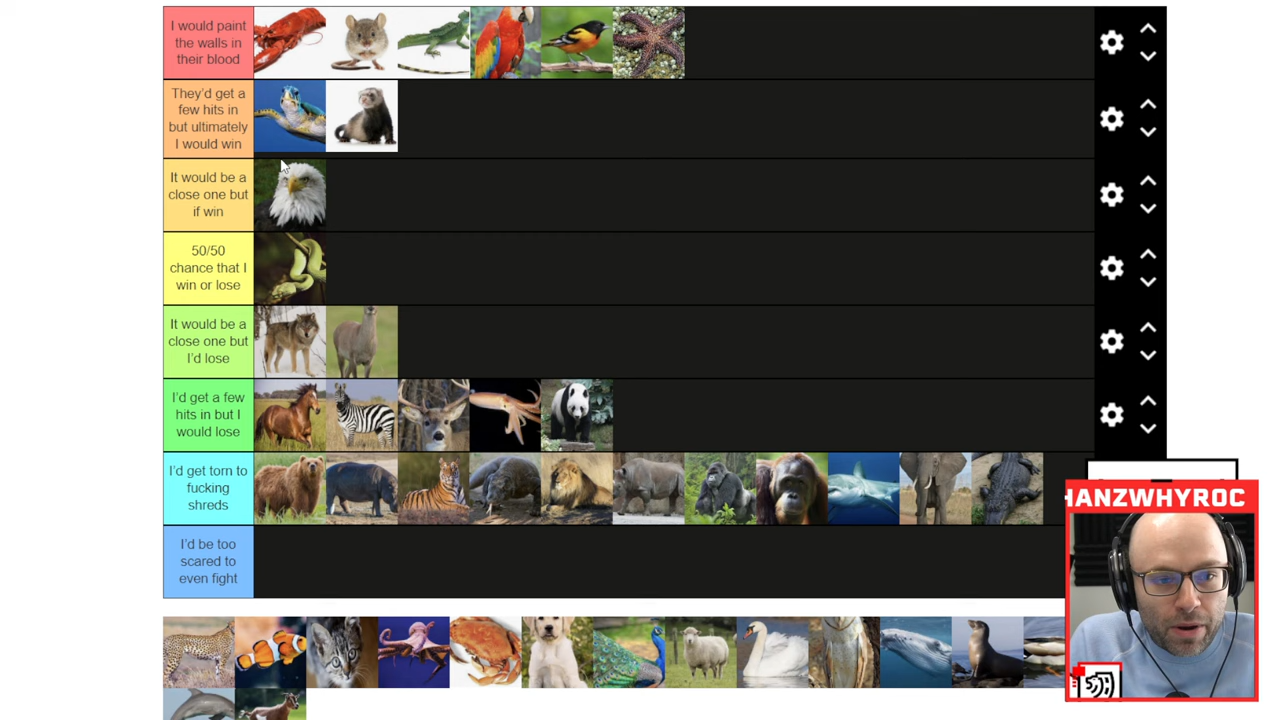 I would paint
the walls in
their blood
They'd get a
few hits in
but ultimately
I would win
It would be a
close one but
if win
50/50
chance that I
win or lose
It would be a
close one but
I'd lose
I'd get a few
hits in but I
would lose
I'd get torn to
fucking
shreds
I'd be too
scared to
even fight
HANZWHYROC